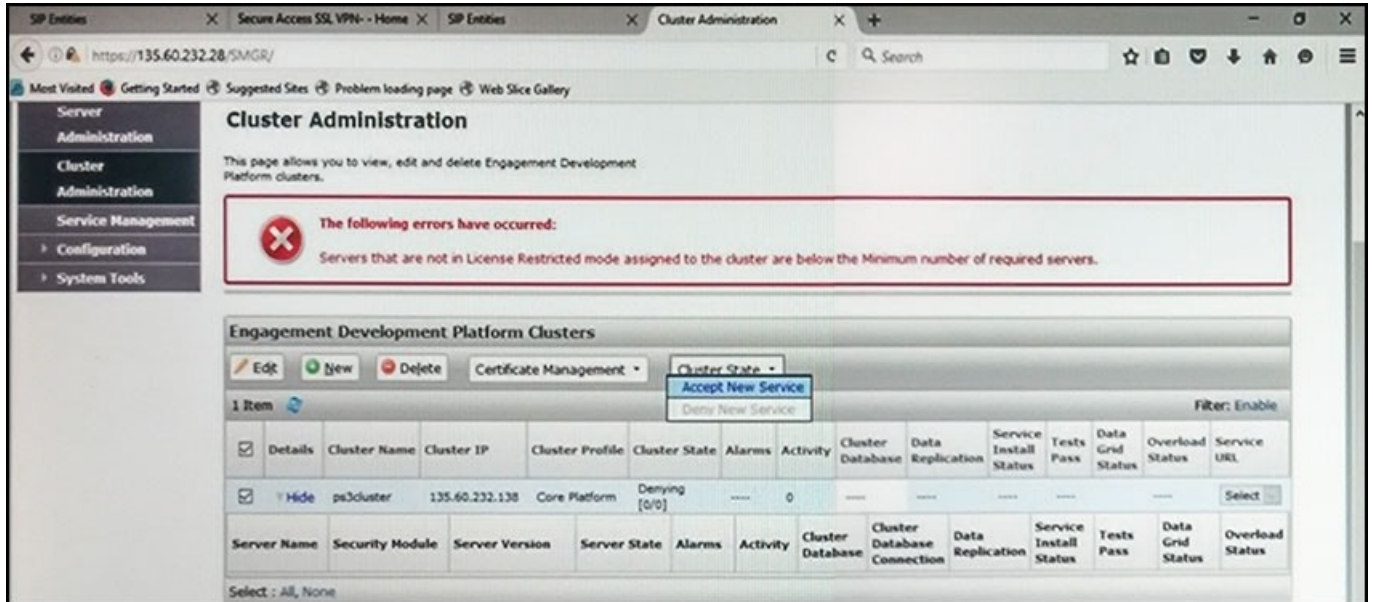 SIP Entities
Secure Access SSL VPN- - Home
SIP Entities
Cluster Administration
https://135.60.232.28/SMGR/
Search
Most Visited Getting Started Suggested Sites Problem loading page Web Slice Gallery
Server
Administration
Cluster
Administration
Service Management
Configuration
System Tools
Cluster Administration
This page allows you to view, edit and delete Engagement Development
Platform clusters.
The following errors have occurred:
Servers that are not in License Restricted mode assigned to the cluster are below the Minimum number of required servers.
Engagement Development Platform Clusters
Edit New Delete Certificate Management Cluster State
Accept New Service
Deny New Service
1 Item
Filter: Enable
Details
Cluster Name
Cluster IP
Cluster Profile
Cluster State
Alarms
Activity
Cluster
Database
Data
Replication
Service
Install
Status
Tests
Pass
Data
Grid
Status
Overload
Status
Service
URL
Hide
ps3cluster
135.60.232.138
Core Platform
Denying
[0/0]
----
0
----
----
----
----
----
Select
Server Name
Security Module
Server Version
Server State
Alarms
Activity
Cluster
Database
Cluster
Database
Connection
Data
Replication
Service
Install
Status
Tests
Pass
Data
Grid
Status
Overload
Status
Select : All, None